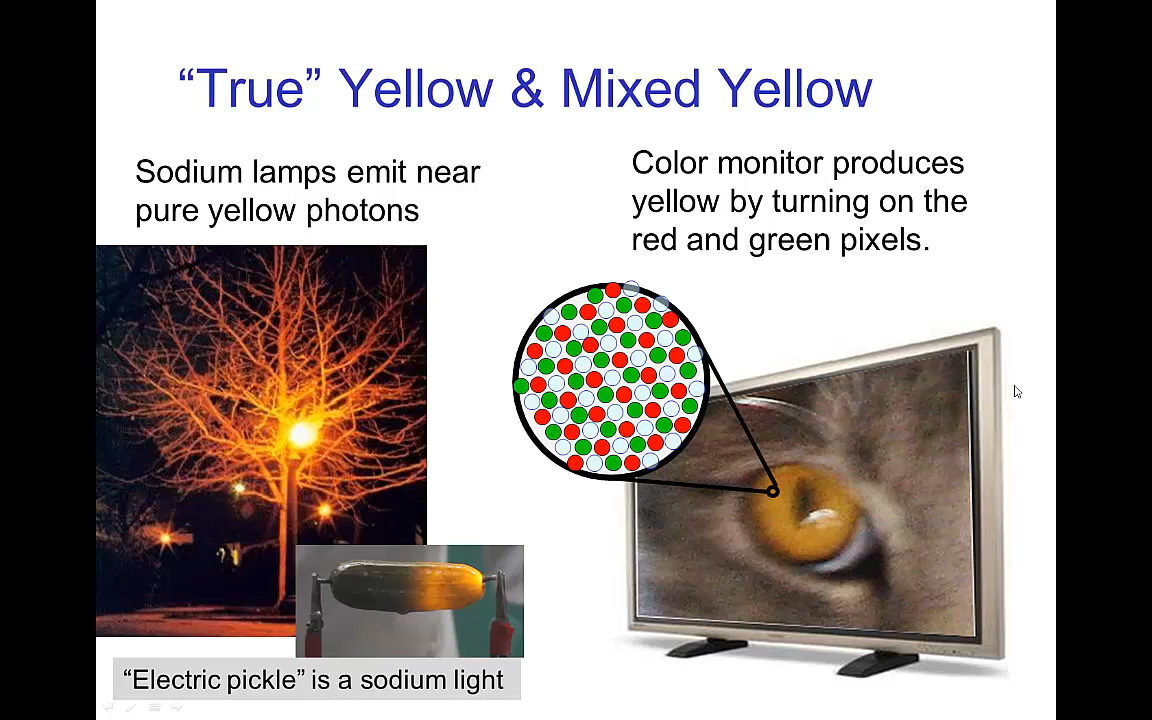 “True” Yellow & Mixed Yellow
Sodium lamps emit near
pure yellow photons
Color monitor produces
yellow by turning on the
red and green pixels.
“Electric pickle” is a sodium light